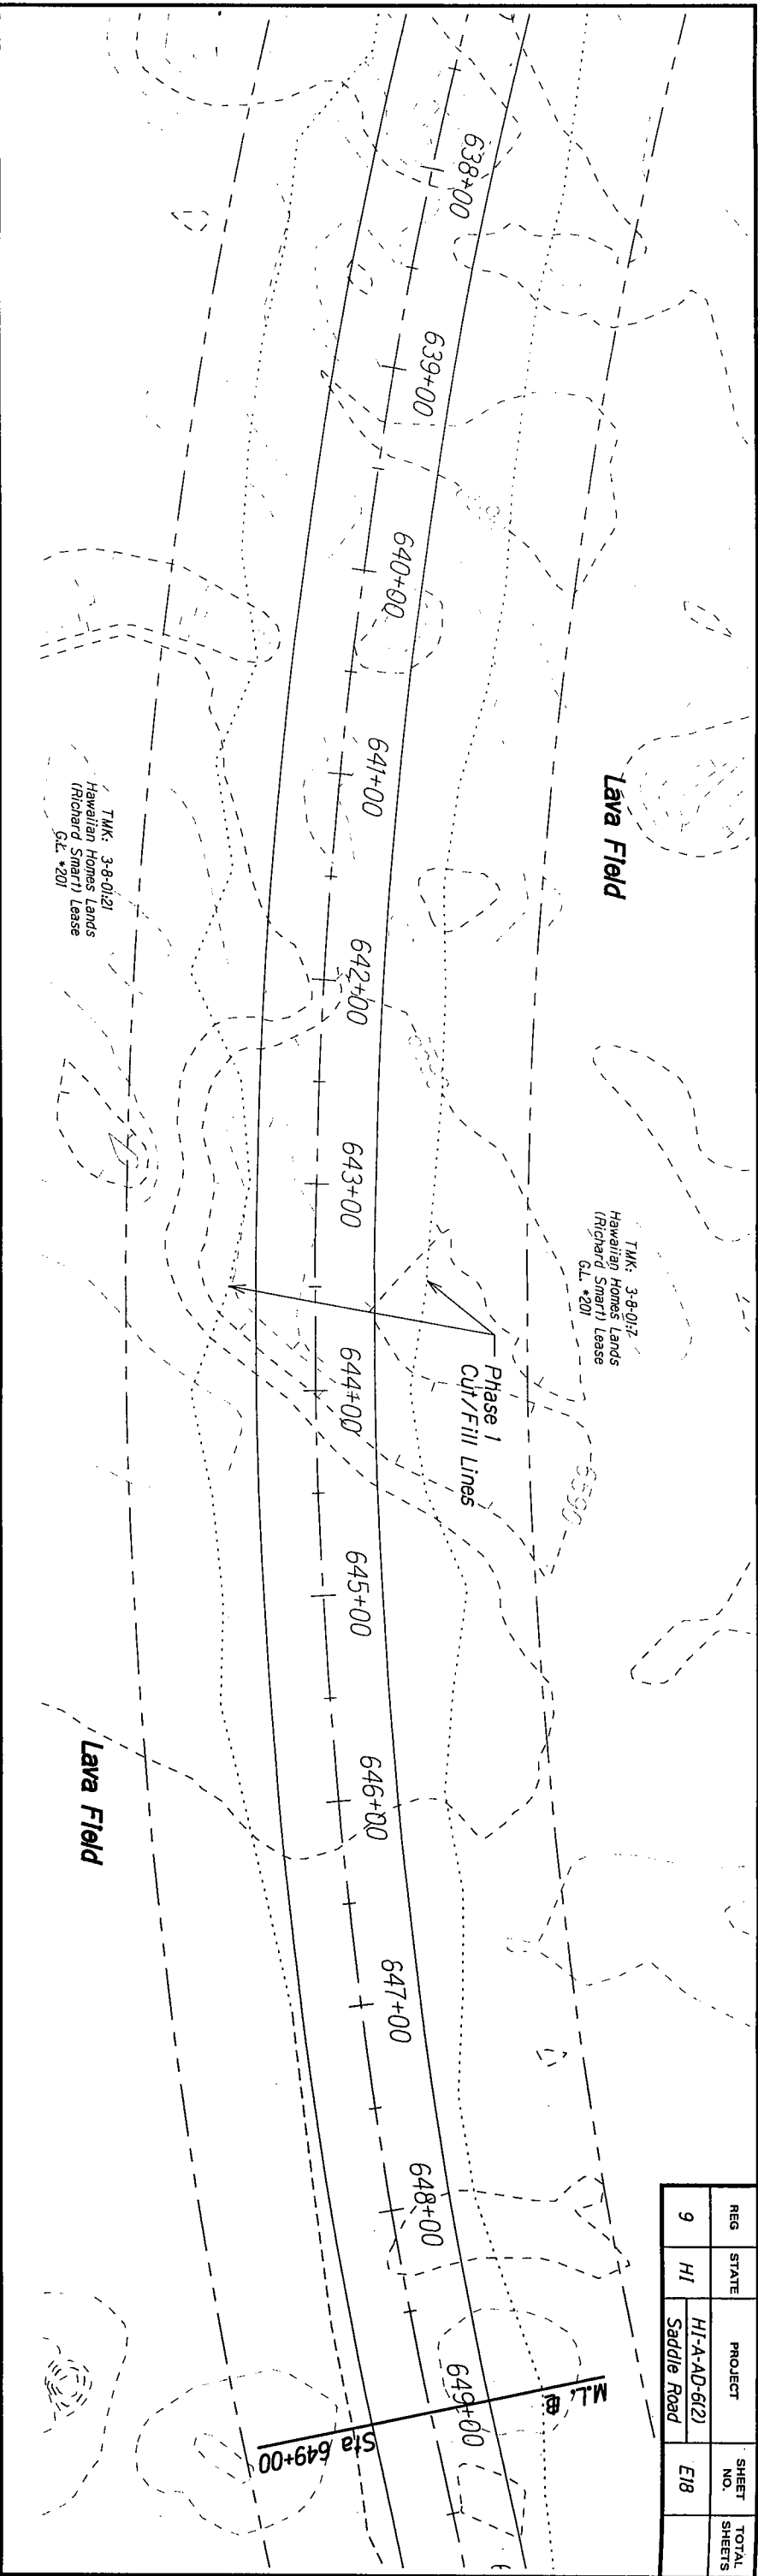 REG
STATE
PROJECT
SHEET NO.
TOTAL SHEETS
9
HI
HI-A-AD-6(2)
Saddle Road
E18
638+00
639+00
640+00
641+00
642+00
643+00
644+00
645+00
646+00
647+00
648+00
649+00
Lava Field
TMK: 3-8-01:7
Hawaiian Homes Lands
(Richard Smart) Lease
G.L. *201
Phase 1
Cut/Fill Lines
6590
TMK: 3-8-01:21
Hawaiian Homes Lands
(Richard Smart) Lease
G.L. *201
Lava Field
M.L.
Sta 649+00